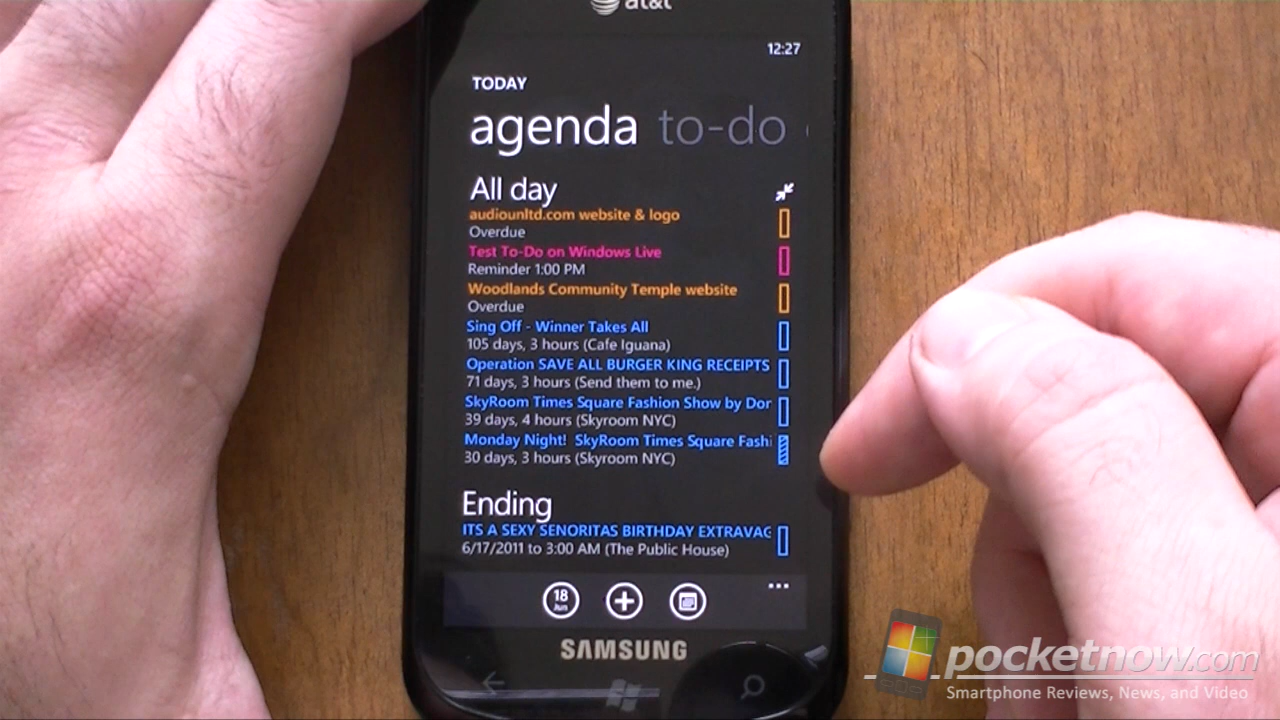 at&t
12:27
TODAY
agenda to-do
All day
audiounltd.com website & logo
Overdue
Test To-Do on Windows Live
Reminder 1:00 PM
Woodlands Community Temple website
Overdue
Sing Off - Winner Takes All
105 days, 3 hours (Cafe Iguana)
Operation SAVE ALL BURGER KING RECEIPTS
71 days, 3 hours (Send them to me.)
SkyRoom Times Square Fashion Show by Dor
39 days, 4 hours (Skyroom NYC)
Monday Night! SkyRoom Times Square Fashi
30 days, 3 hours (Skyroom NYC)
Ending
ITS A SEXY SENORITAS BIRTHDAY EXTRAVAG
6/17/2011 to 3:00 AM (The Public House)
18
Jun
SAMSUNG
pocketnow.com
Smartphone Reviews, News, and Video